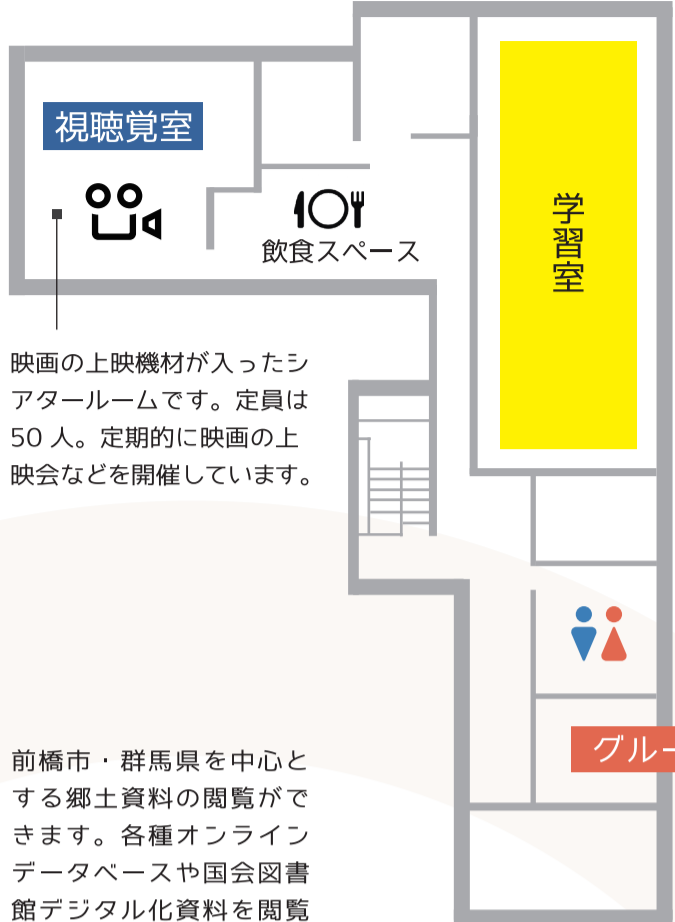 視聴覚室
飲食スペース
学習室
映画の上映機材が入ったシ
アタールームです。定員は
50 人。定期的に映画の上
映会などを開催しています。
グルー
前橋市・群馬県を中心と
する郷土資料の閲覧がで
きます。各種オンライン
データベースや国会図書
館デジタル化資料を閲覧